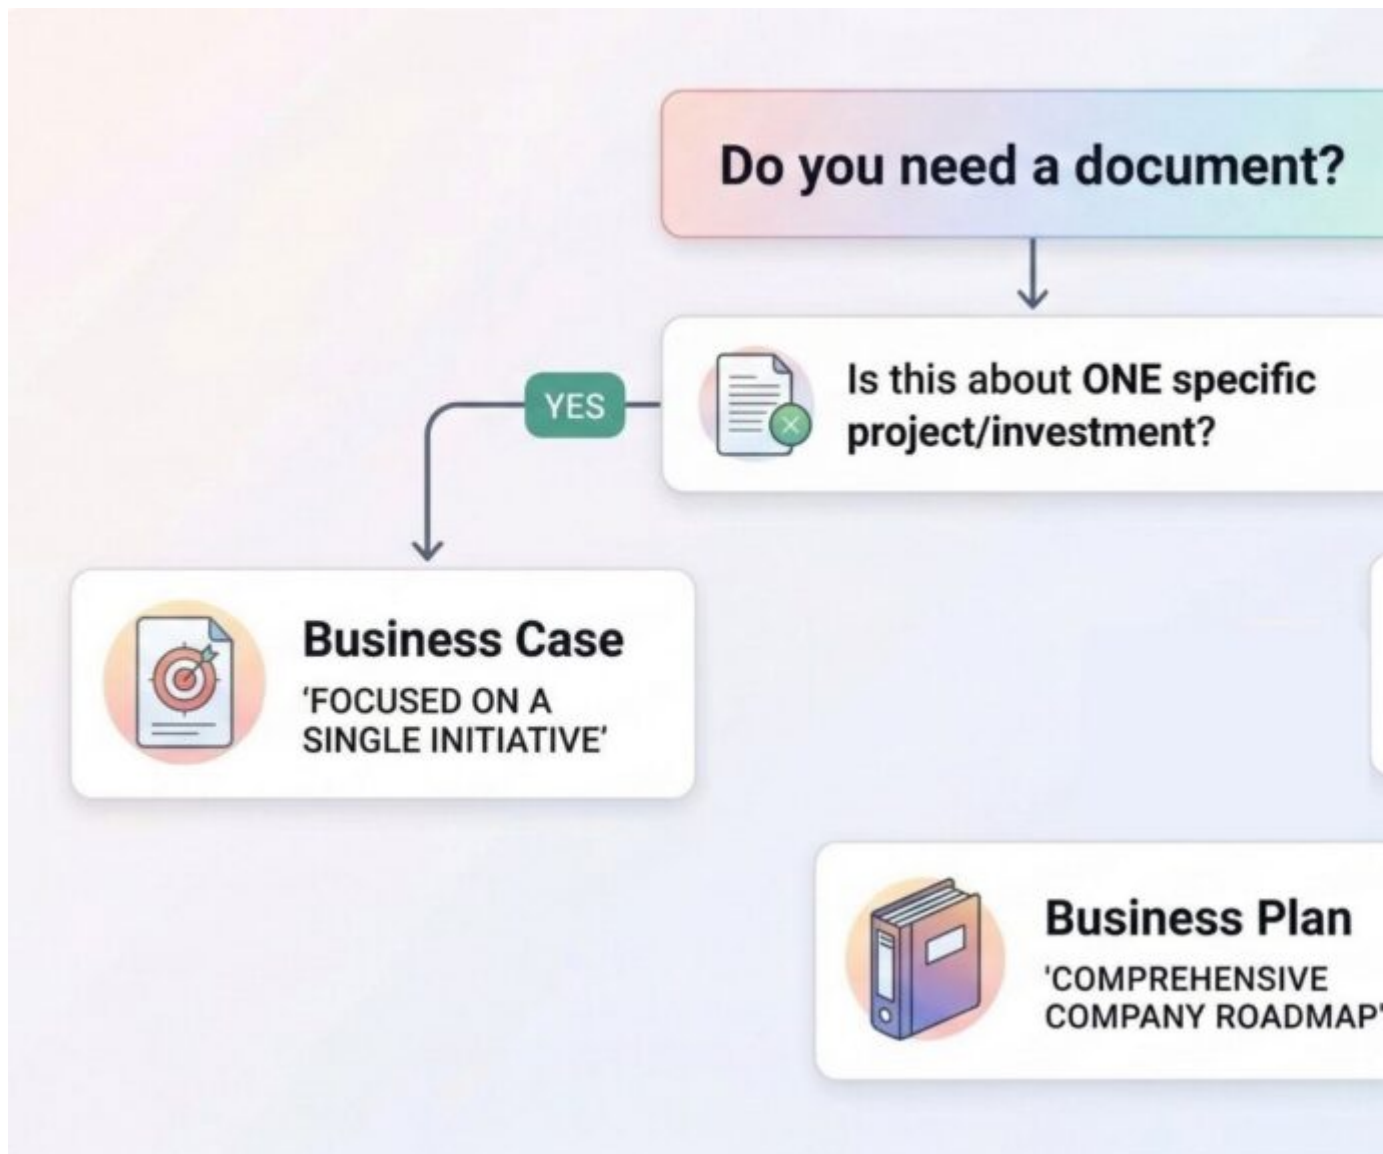 Do you need a document?
Is this about ONE specific
project/investment?
YES
Business Case
‘FOCUSED ON A
SINGLE INITIATIVE’
Business Plan
'COMPREHENSIVE
COMPANY ROADMAP'